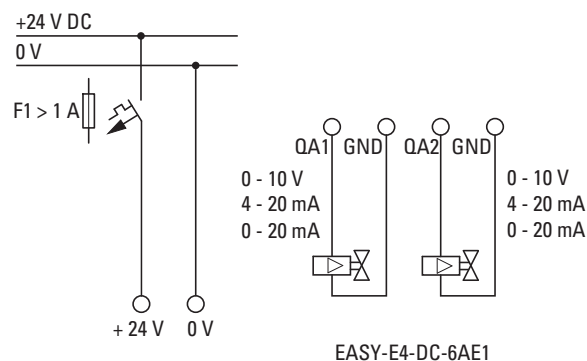 +24 V DC
0 V
F1 > 1 A
QA1 GND QA2 GND
0 - 10 V
4 - 20 mA
0 - 20 mA
0 - 10 V
4 - 20 mA
0 - 20 mA
+ 24V 0 V
EASY-E4-DC-6AE1